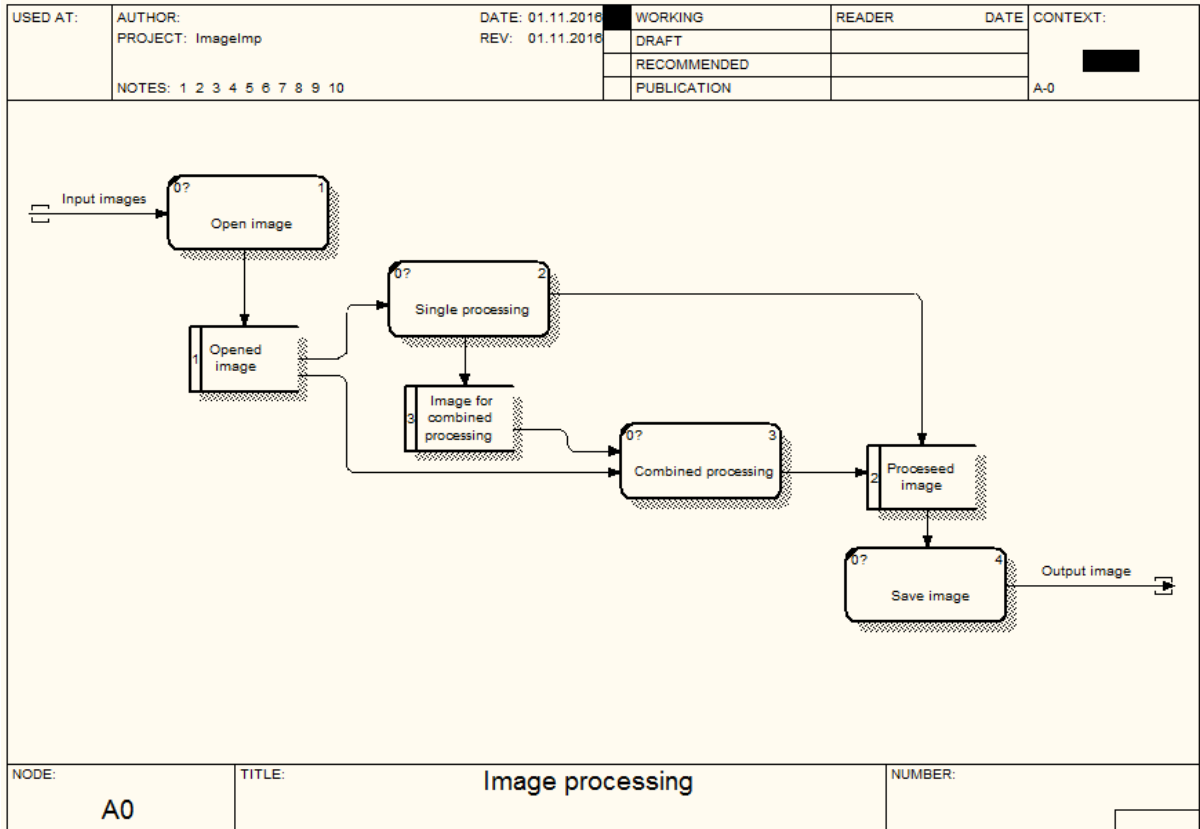 USED AT:
AUTHOR:
DATE: 01.11.2016
WORKING
READER
DATE
CONTEXT:
PROJECT: ImageImp
REV: 01.11.2016
DRAFT
RECOMMENDED
NOTES: 1 2 3 4 5 6 7 8 9 10
PUBLICATION
A-0
Input images
0?
1
Open image
0?
2
Single processing
1
Opened
image
3
Image for
combined
processing
0?
3
Combined processing
2
Proceseed
image
0?
4
Save image
Output image
NODE:
A0
TITLE:
Image processing
NUMBER: